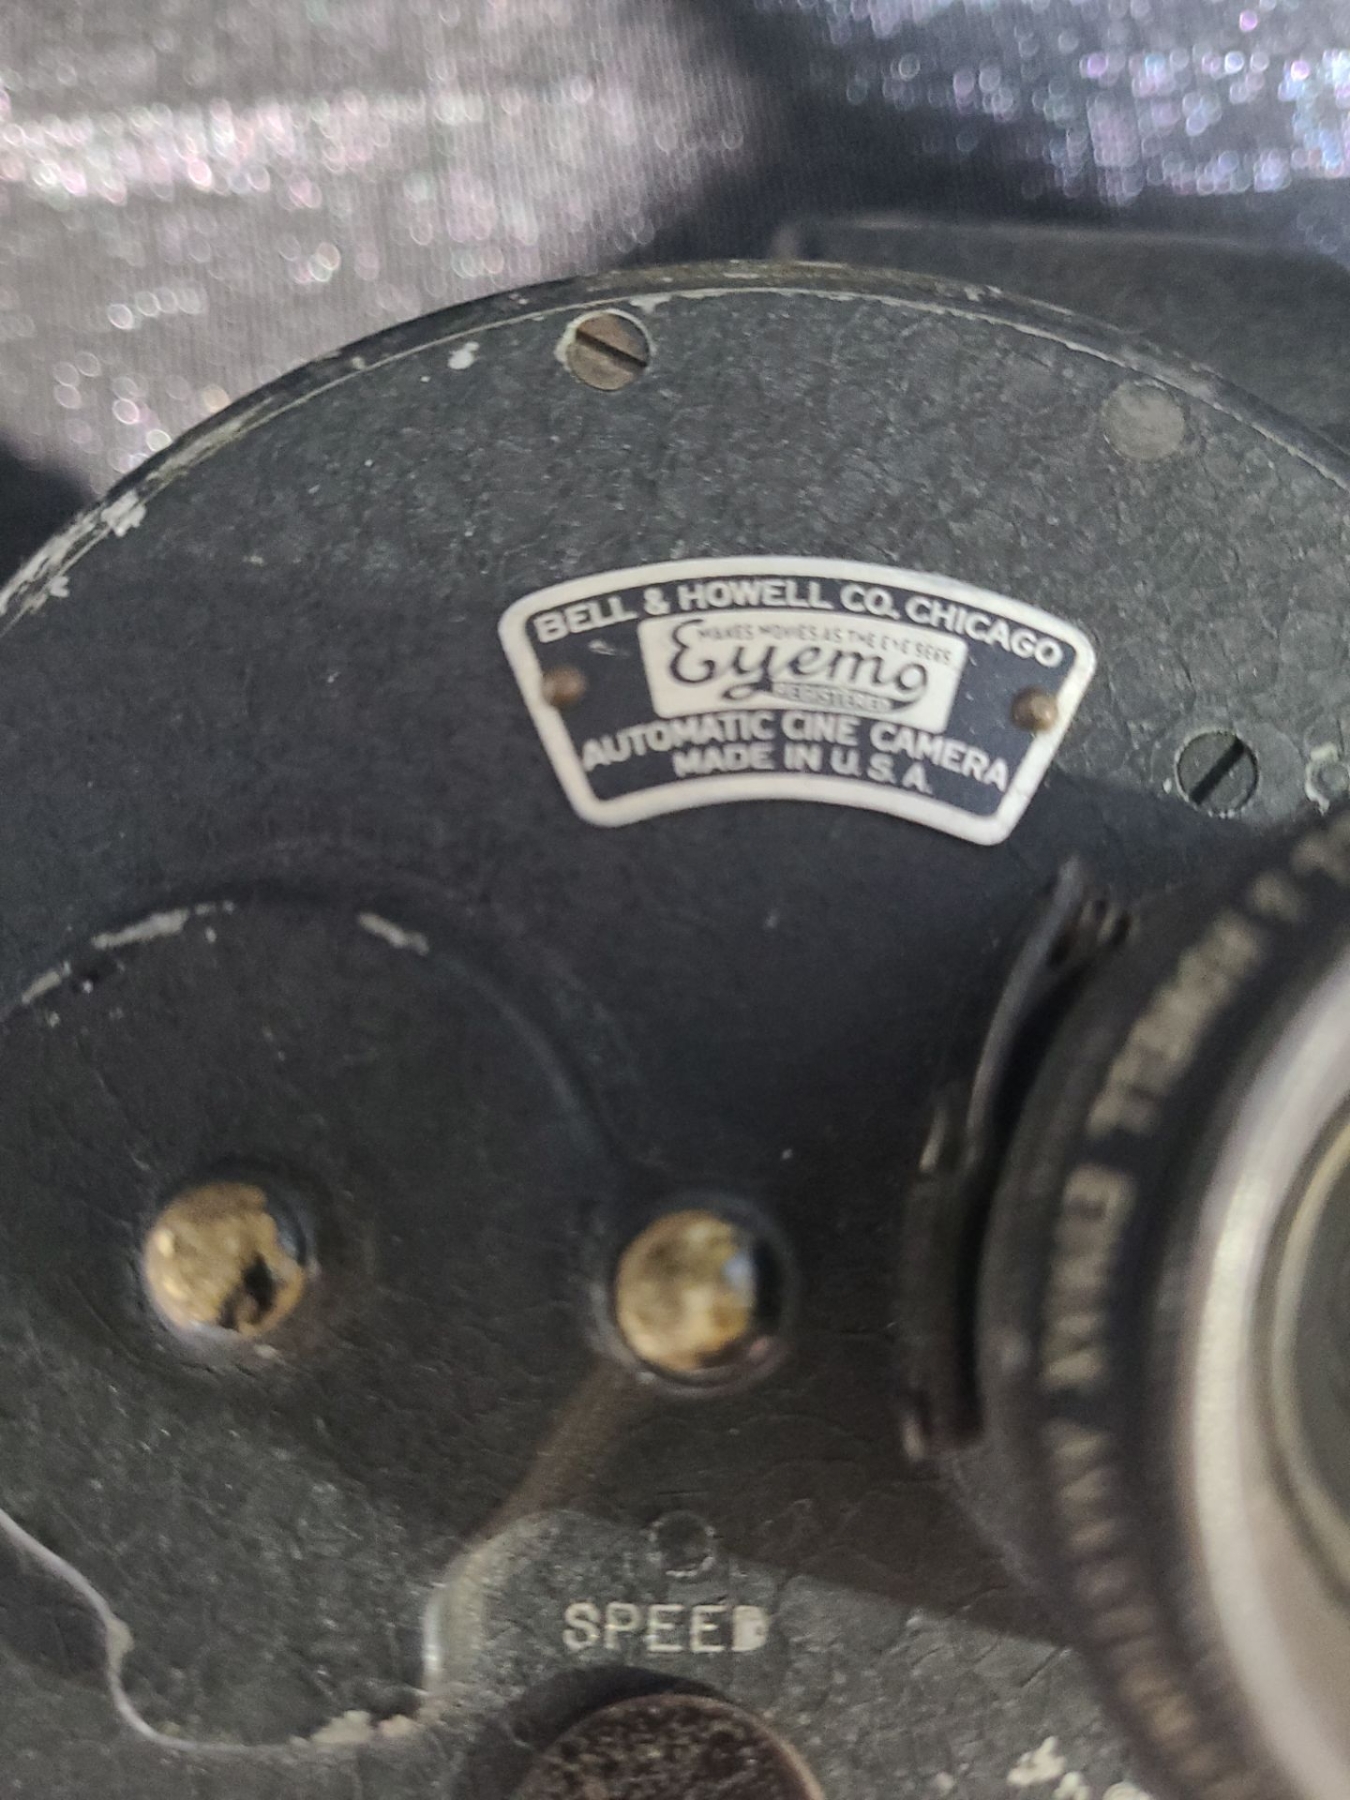 BELL & HOWELL CO. CHICAGO
MAKES MOVIES AS THE EYE SEES
Eyemo
REGISTERED
AUTOMATIC CINE CAMERA
MADE IN U.S.A.
SPEED